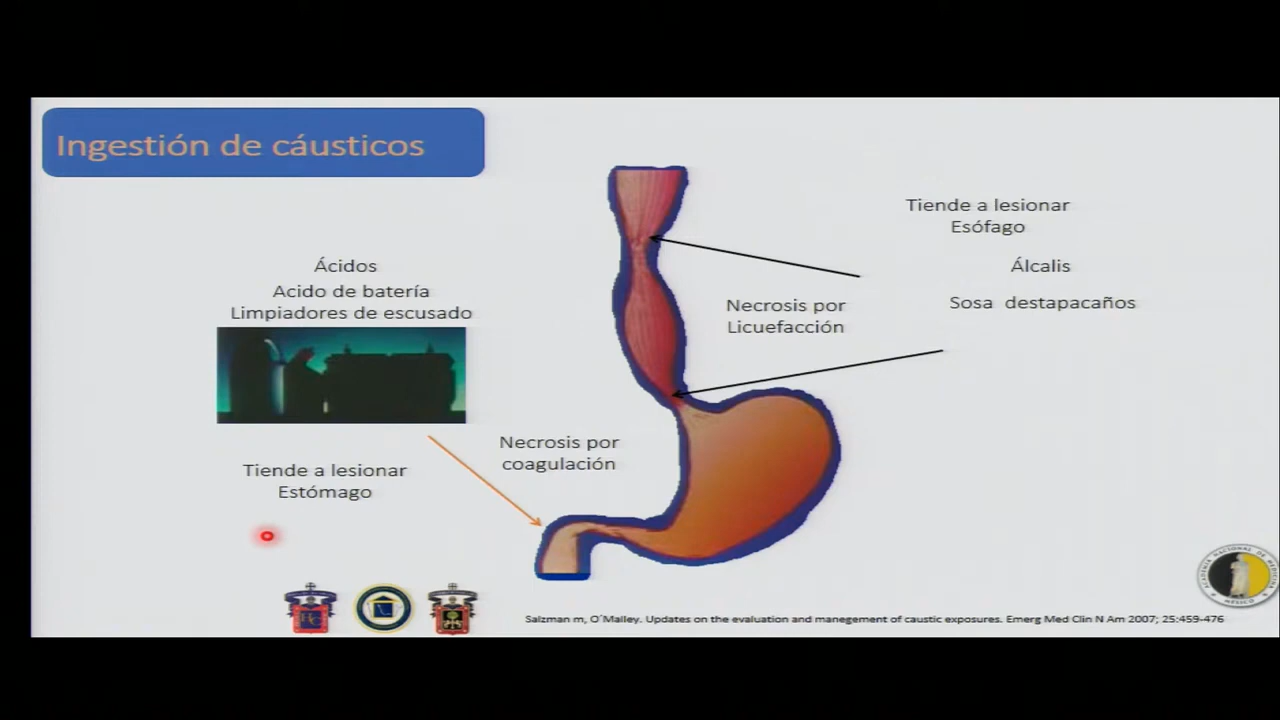 Ingestión de cáusticos
Tiende a lesionar
Esófago
Ácidos
Álcalis
Acido de batería
Limpiadores de escusado
Sosa destapacaños
Necrosis por
Licuefacción
Necrosis por
coagulación
Tiende a lesionar
Estómago
Salzman m, O´Malley. Updates on the evaluation and manegement of caustic exposures. Emerg Med Clin N Am 2007; 25:459-476